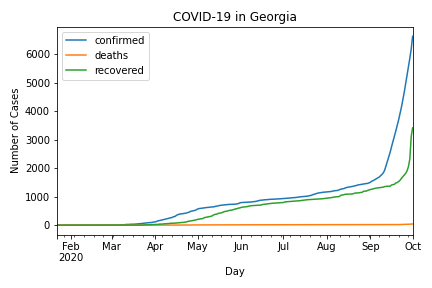 COVID-19 in Georgia
confirmed
deaths
recovered
Number of Cases
6000
5000
4000
3000
2000
1000
0
Feb Mar Apr May Jun Jul Aug Sep Oct
2020
Day